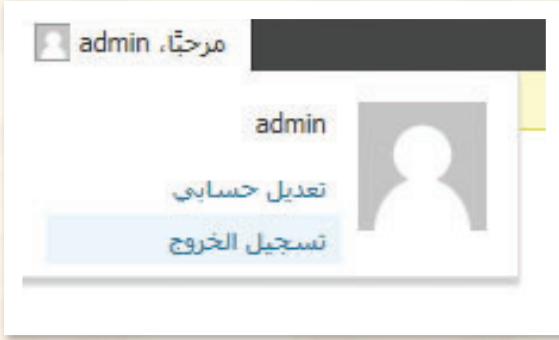 مرحبًا، admin
admin
تعديل حسابي
تسجيل الخروج